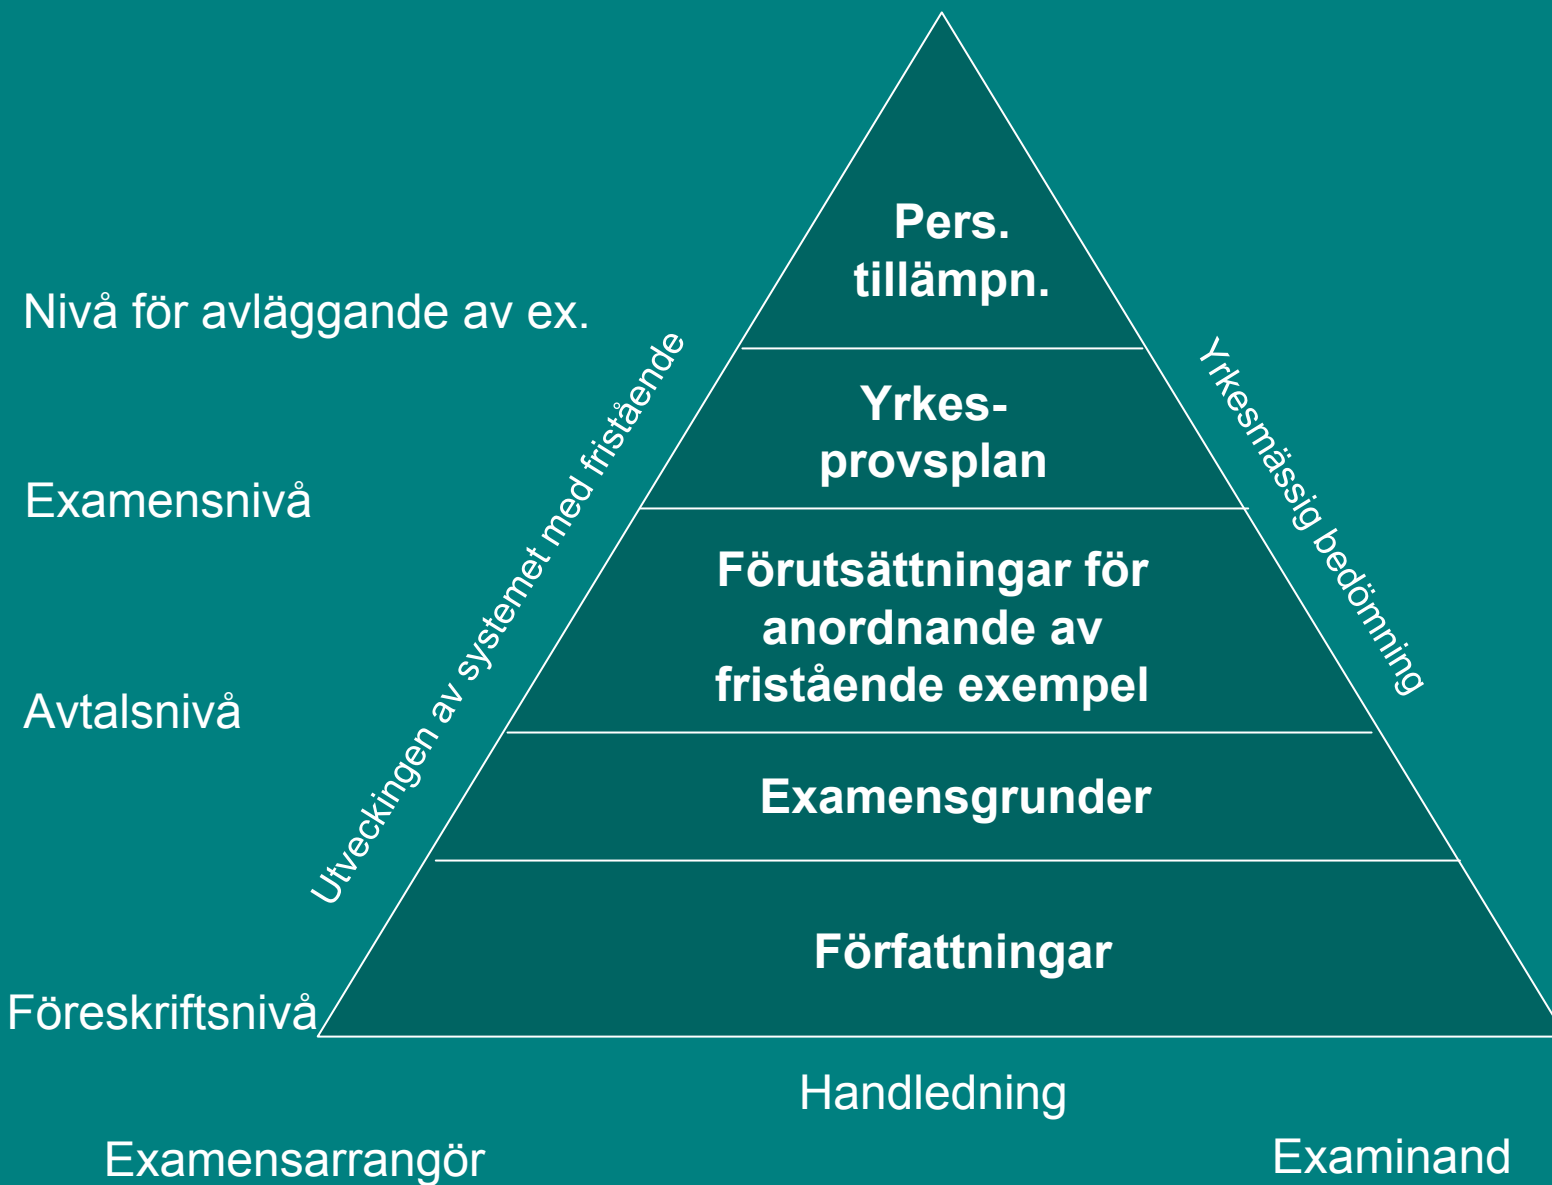 Pers.
tillämpn.
Nivå för avläggande av ex.
Yrkes-
provsplan
Examensnivå
Utveckingen av systemet med fristående
Yrkesmässig bedömning
Förutsättningar för
anordnande av
fristående exempel
Avtalsnivå
Examensgrunder
Författningar
Föreskriftsnivå
Handledning
Examensarrangör
Examinand